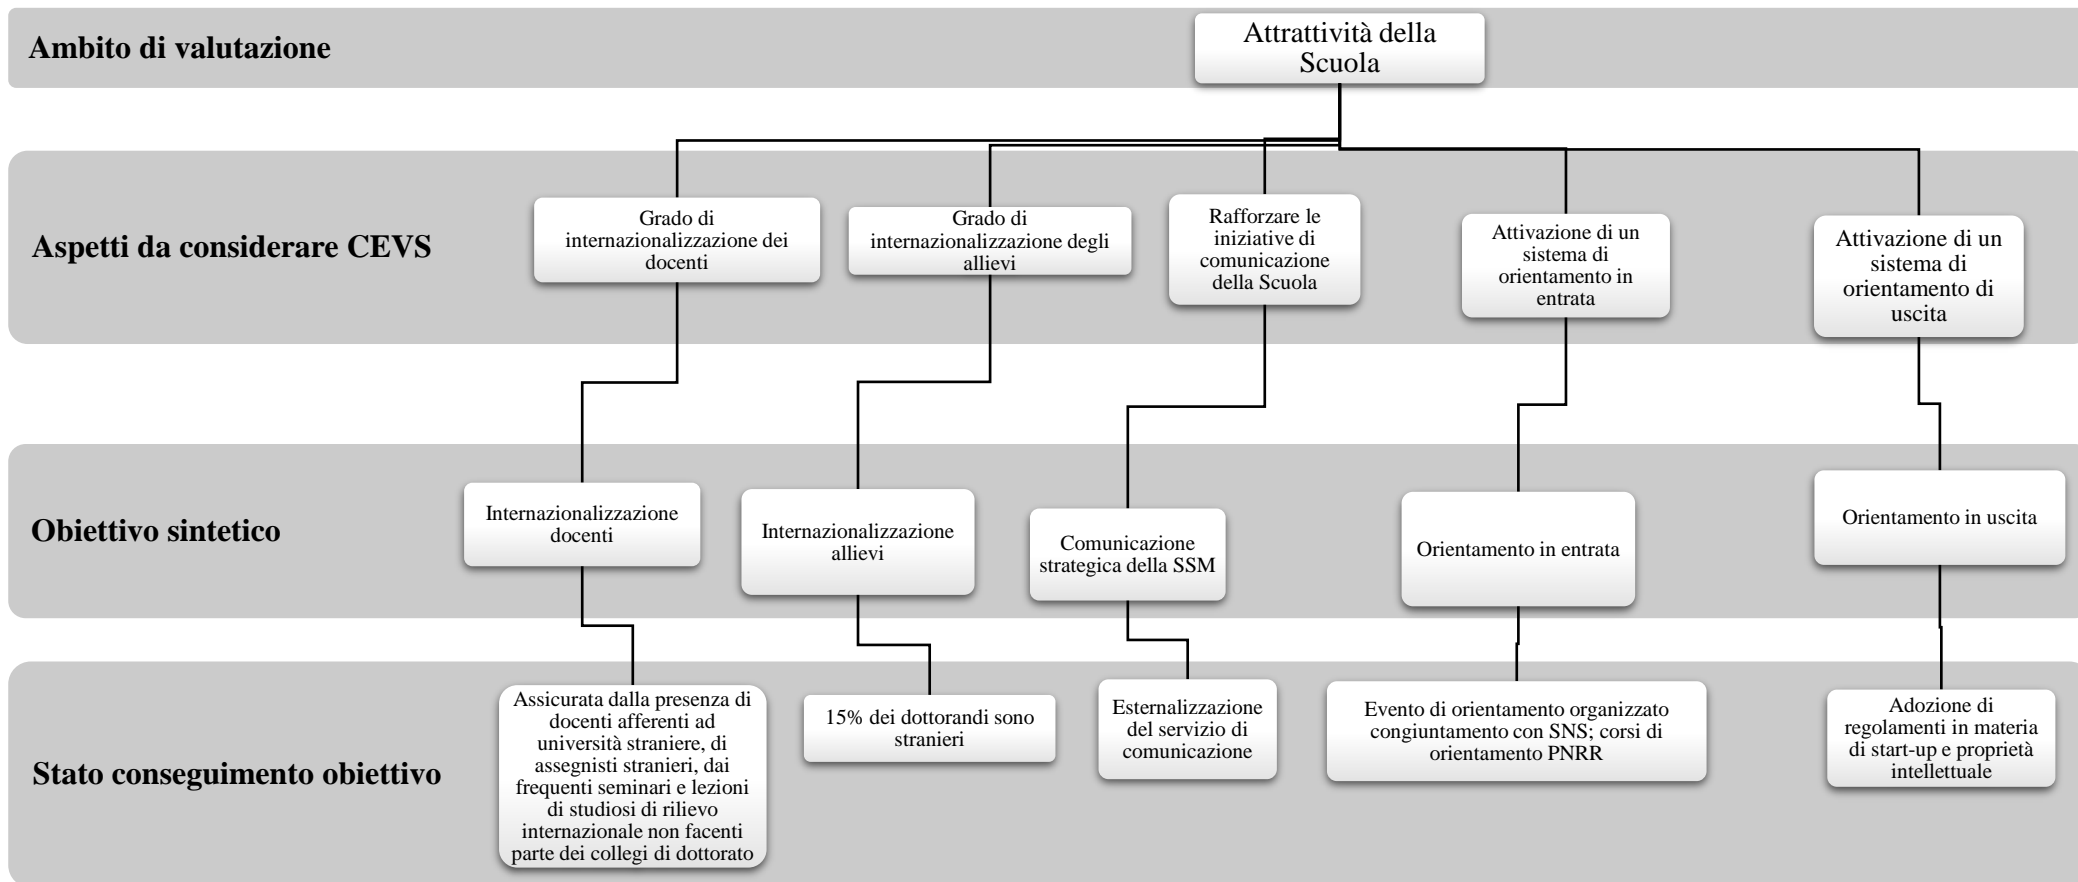 Ambito di valutazione
Attrattività della
Scuola
Aspetti da considerare CEVS
Grado di
internazionalizzazione dei
docenti
Grado di
internazionalizzazione degli
allievi
Rafforzare le
iniziative di
comunicazione
della Scuola
Attivazione di un
sistema di
orientamento in
entrata
Attivazione di un
sistema di
orientamento di
uscita
Obiettivo sintetico
Internazionalizzazione
docenti
Internazionalizzazione
allievi
Comunicazione
strategica della SSM
Orientamento in entrata
Orientamento in uscita
Stato conseguimento obiettivo
Assicurata dalla presenza di
docenti afferenti ad
università straniere, di
assegnisti stranieri, dai
frequenti seminari e lezioni
di studiosi di rilievo
internazionale non facenti
parte dei collegi di dottorato
15% dei dottorandi sono
stranieri
Esternalizzazione
del servizio di
comunicazione
Evento di orientamento organizzato
congiuntamento con SNS; corsi di
orientamento PNRR
Adozione di
regolamenti in materia
di start-up e proprietà
intellettuale